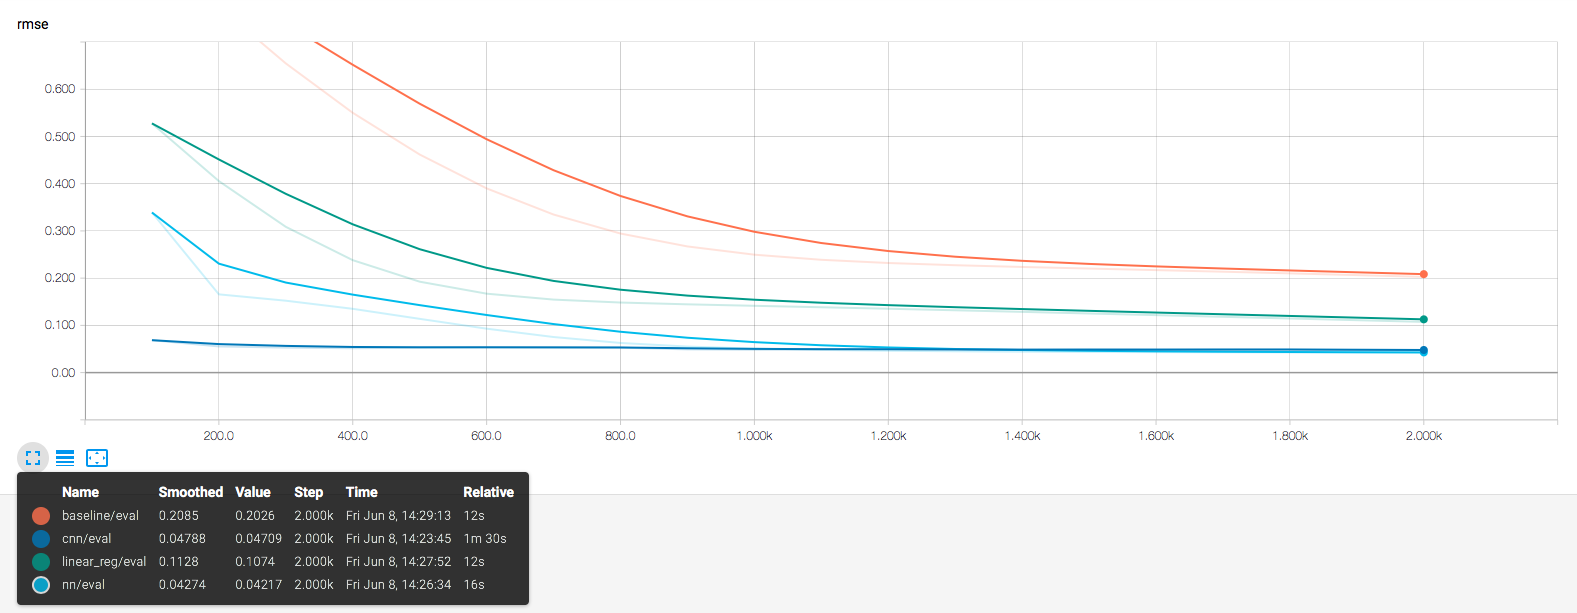 rmse
0.600
0.500
0.400
0.300
0.200
0.100
0.00
200.0 400.0 600.0 800.0 1.000k 1.200k 1.400k 1.600k 1.800k 2.000k
Name Smoothed Value Step Time Relative
baseline/eval 0.2085 0.2026 2.000k Fri Jun 8, 14:29:13 12s
cnn/eval 0.04788 0.04709 2.000k Fri Jun 8, 14:23:45 1m 30s
linear_reg/eval 0.1128 0.1074 2.000k Fri Jun 8, 14:27:52 12s
nn/eval 0.04274 0.04217 2.000k Fri Jun 8, 14:26:34 16s